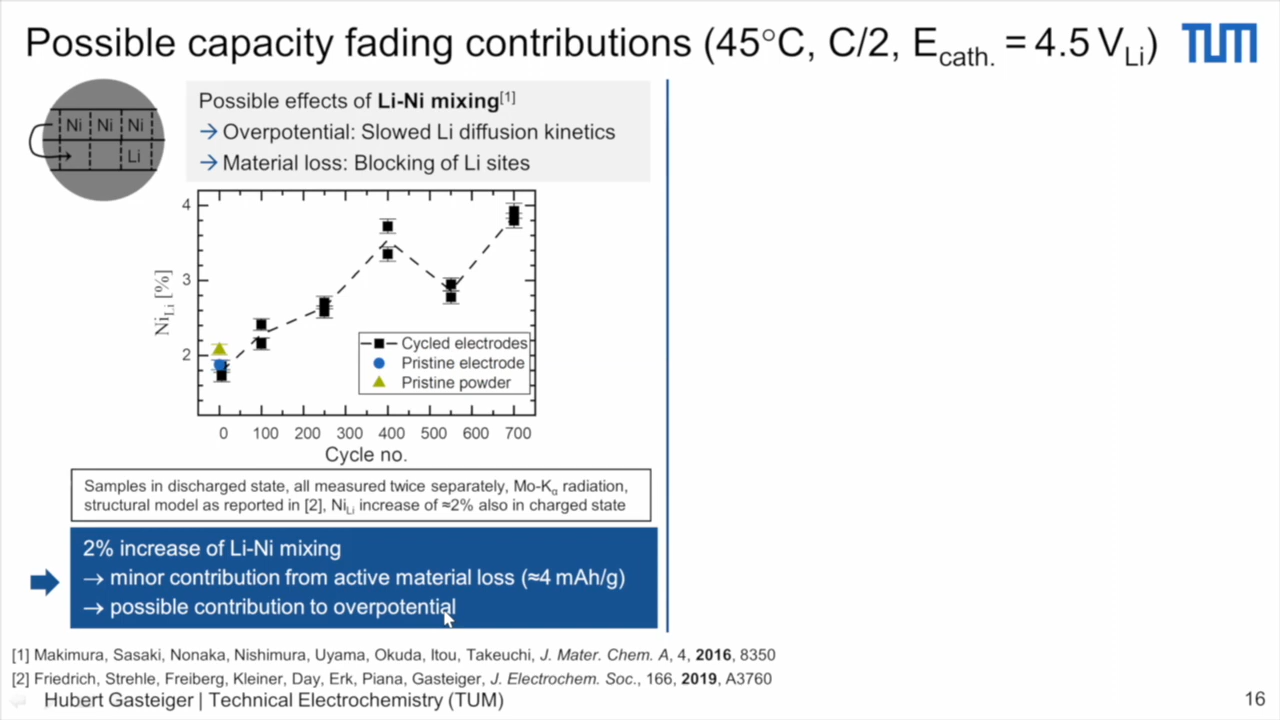 Possible capacity fading contributions (45°C, C/2, E_cath. = 4.5 V_Li)
TUM
Ni Ni Ni
Li
Possible effects of Li-Ni mixing[1]
→ Overpotential: Slowed Li diffusion kinetics
→ Material loss: Blocking of Li sites
Ni_Li [%]
4
3
2
Cycled electrodes
Pristine electrode
Pristine powder
0 100 200 300 400 500 600 700
Cycle no.
Samples in discharged state, all measured twice separately, Mo-K_α radiation,
structural model as reported in [2], Ni_Li increase of ≈2% also in charged state
2% increase of Li-Ni mixing
→ minor contribution from active material loss (≈4 mAh/g)
→ possible contribution to overpotential
[1] Makimura, Sasaki, Nonaka, Nishimura, Uyama, Okuda, Itou, Takeuchi, J. Mater. Chem. A, 4, 2016, 8350
[2] Friedrich, Strehle, Freiberg, Kleiner, Day, Erk, Piana, Gasteiger, J. Electrochem. Soc., 166, 2019, A3760
Hubert Gasteiger | Technical Electrochemistry (TUM)
16